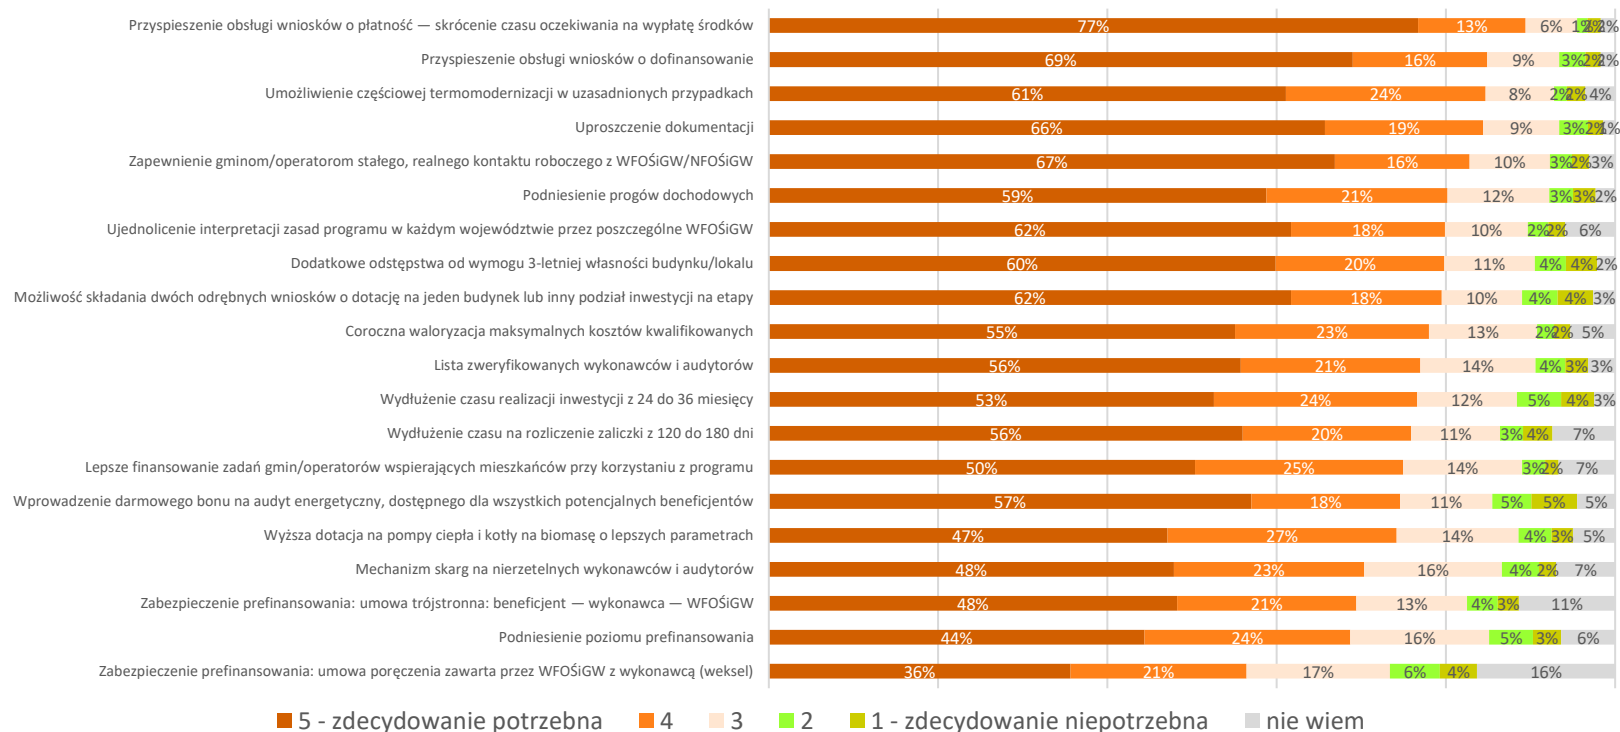 Przyspieszenie obsługi wniosków o płatność — skrócenie czasu oczekiwania na wypłatę środków 77% 13% 6% 1% 2% 2%
Przyspieszenie obsługi wniosków o dofinansowanie 69% 16% 9% 3% 2% 2%
Umożliwienie częściowej termomodernizacji w uzasadnionych przypadkach 61% 24% 8% 2% 2% 4%
Uproszczenie dokumentacji 66% 19% 9% 3% 2% 1%
Zapewnienie gminom/operatorom stałego, realnego kontaktu roboczego z WFOŚiGW/NFOŚiGW 67% 16% 10% 3% 2% 3%
Podniesienie progów dochodowych 59% 21% 12% 3% 3% 2%
Ujednolicenie interpretacji zasad programu w każdym województwie przez poszczególne WFOŚiGW 62% 18% 10% 2% 2% 6%
Dodatkowe odstępstwa od wymogu 3-letniej własności budynku/lokalu 60% 20% 11% 4% 4% 2%
Możliwość składania dwóch odrębnych wniosków o dotację na jeden budynek lub inny podział inwestycji na etapy 62% 18% 10% 4% 4% 3%
Coroczna waloryzacja maksymalnych kosztów kwalifikowanych 55% 23% 13% 2% 2% 5%
Lista zweryfikowanych wykonawców i audytorów 56% 21% 14% 4% 3% 3%
Wydłużenie czasu realizacji inwestycji z 24 do 36 miesięcy 53% 24% 12% 5% 4% 3%
Wydłużenie czasu na rozliczenie zaliczki z 120 do 180 dni 56% 20% 11% 3% 4% 7%
Lepsze finansowanie zadań gmin/operatorów wspierających mieszkańców przy korzystaniu z programu 50% 25% 14% 3% 2% 7%
Wprowadzenie darmowego bonu na audyt energetyczny, dostępnego dla wszystkich potencjalnych beneficjentów 57% 18% 11% 5% 5% 5%
Wyższa dotacja na pompy ciepła i kotły na biomasę o lepszych parametrach 47% 27% 14% 4% 3% 5%
Mechanizm skarg na nierzetelnych wykonawców i audytorów 48% 23% 16% 4% 2% 7%
Zabezpieczenie prefinansowania: umowa trójstronna: beneficjent — wykonawca — WFOŚiGW 48% 21% 13% 4% 3% 11%
Podniesienie poziomu prefinansowania 44% 24% 16% 5% 3% 6%
Zabezpieczenie prefinansowania: umowa poręczenia zawarta przez WFOŚiGW z wykonawcą (weksel) 36% 21% 17% 6% 4% 16%
5 - zdecydowanie potrzebna 4 3 2 1 - zdecydowanie niepotrzebna nie wiem